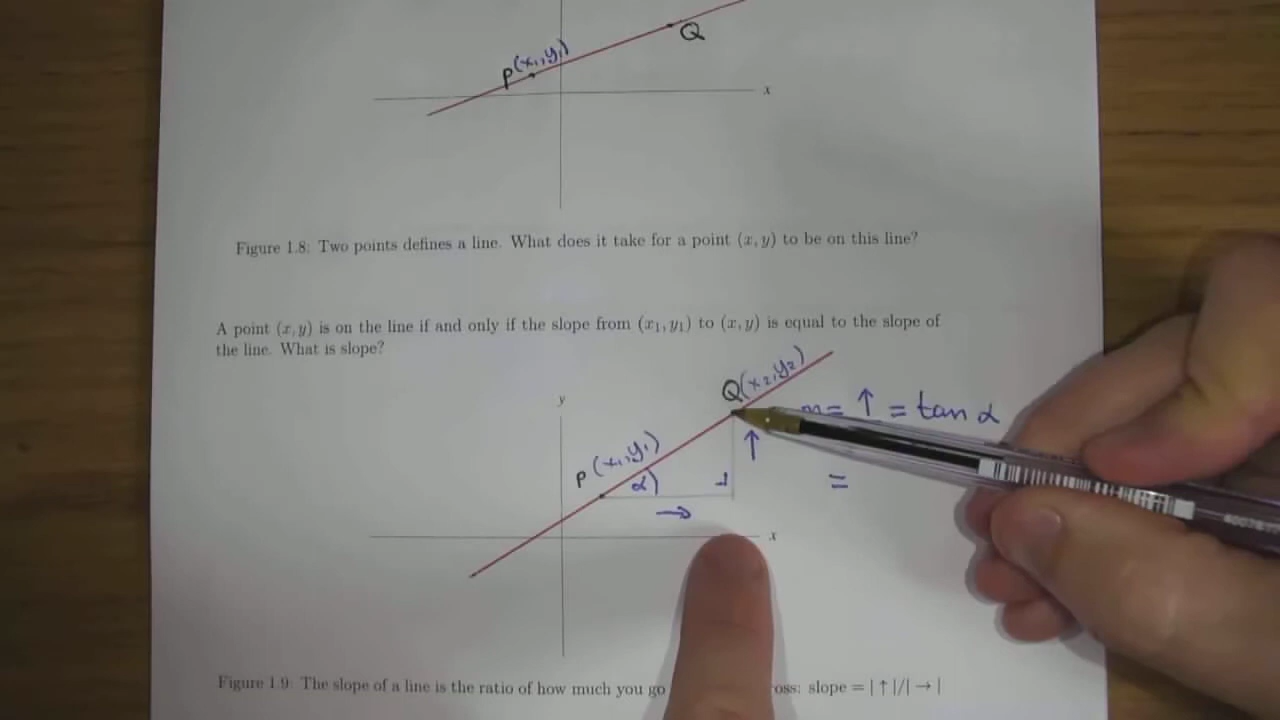 P(x₁,y₁)
Q
x
Figure 1.8: Two points defines a line. What does it take for a point (x, y) to be on this line?
A point (x, y) is on the line if and only if the slope from (x₁, y₁) to (x, y) is equal to the slope of
the line. What is slope?
y
Q(x₂,y₂)
m= ↑ = tan α
P (x₁,y₁)
α
↑
=
→
x
Figure 1.9: The slope of a line is the ratio of how much you go
slope = | ↑ |/| → |